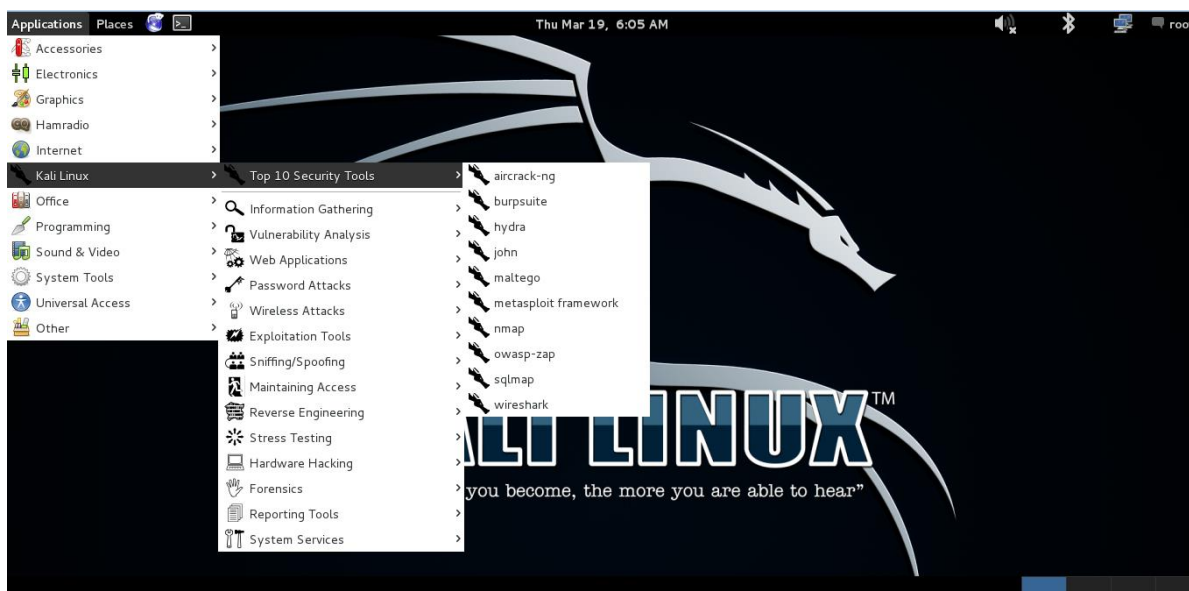 Applications Places Thu Mar 19, 6:05 AM
Accessories
Electronics
Graphics
Hamradio
Internet
Kali Linux
Office
Programming
Sound & Video
System Tools
Universal Access
Other
Top 10 Security Tools
Information Gathering
Vulnerability Analysis
Web Applications
Password Attacks
Wireless Attacks
Exploitation Tools
Sniffing/Spoofing
Maintaining Access
Reverse Engineering
Stress Testing
Hardware Hacking
Forensics
Reporting Tools
System Services
aircrack-ng
burpsuite
hydra
john
maltego
metasploit framework
nmap
owasp-zap
sqlmap
wireshark
LINUX™
you become, the more you are able to hear”